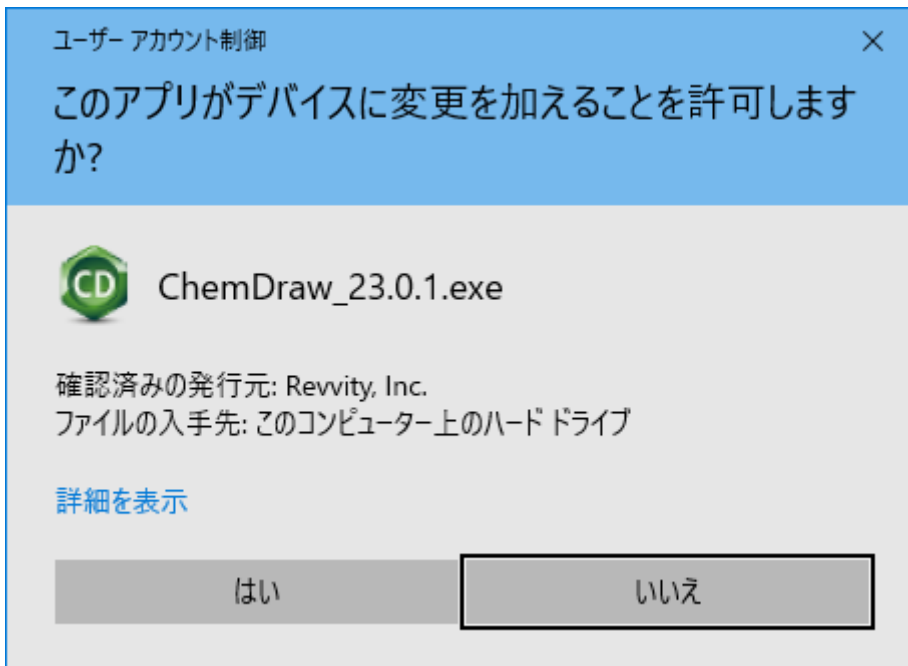 ユーザー アカウント制御
このアプリがデバイスに変更を加えることを許可します
か?
CD
ChemDraw_23.0.1.exe
確認済みの発行元: Revvity, Inc.
ファイルの入手先: このコンピューター上のハード ドライブ
詳細を表示
はい
いいえ